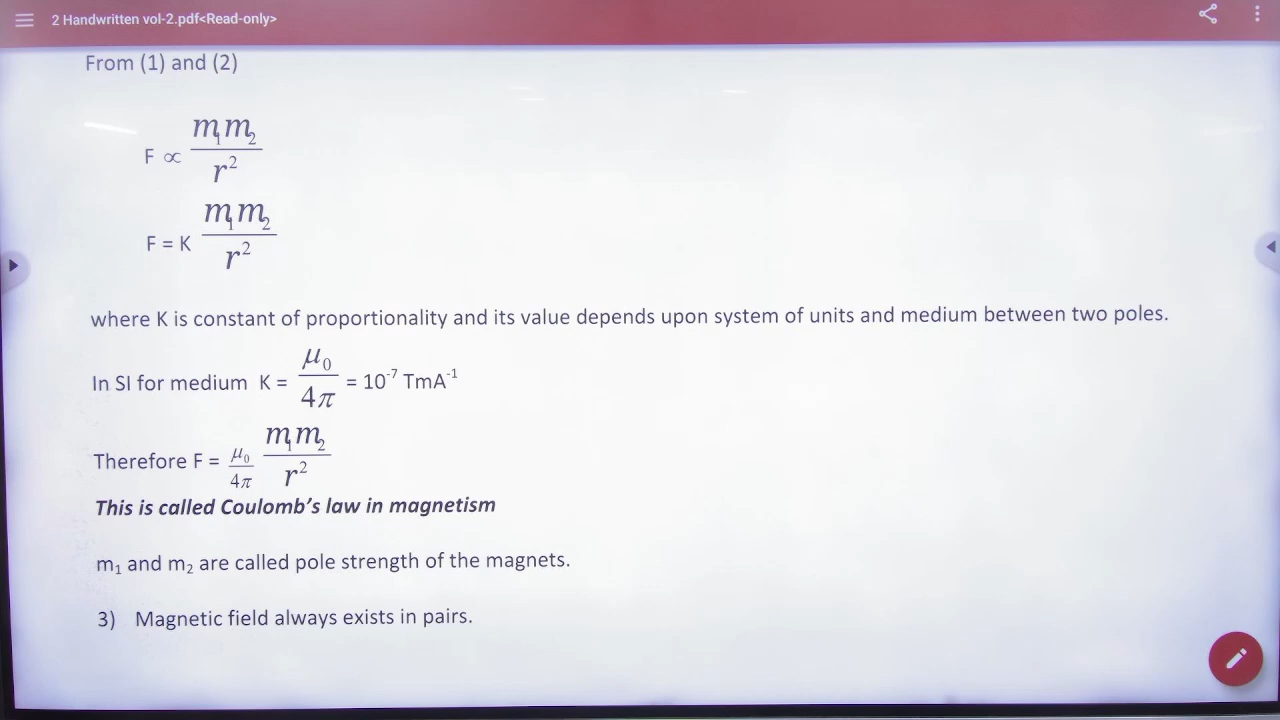 2 Handwritten vol-2.pdf<Read-only>
From (1) and (2)
F ∝ m₁m₂ / r²
F = K m₁m₂ / r²
where K is constant of proportionality and its value depends upon system of units and medium between two poles.
In SI for medium K = μ₀ / 4π = 10⁻⁷ TmA⁻¹
Therefore F = μ₀ / 4π m₁m₂ / r²
This is called Coulomb’s law in magnetism
m₁ and m₂ are called pole strength of the magnets.
3) Magnetic field always exists in pairs.